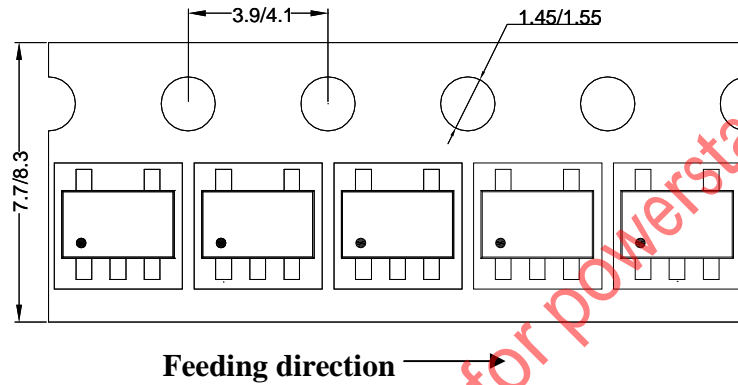 3.9/4.1
1.45/1.55
7.7/8.3
Feeding direction
for powersta